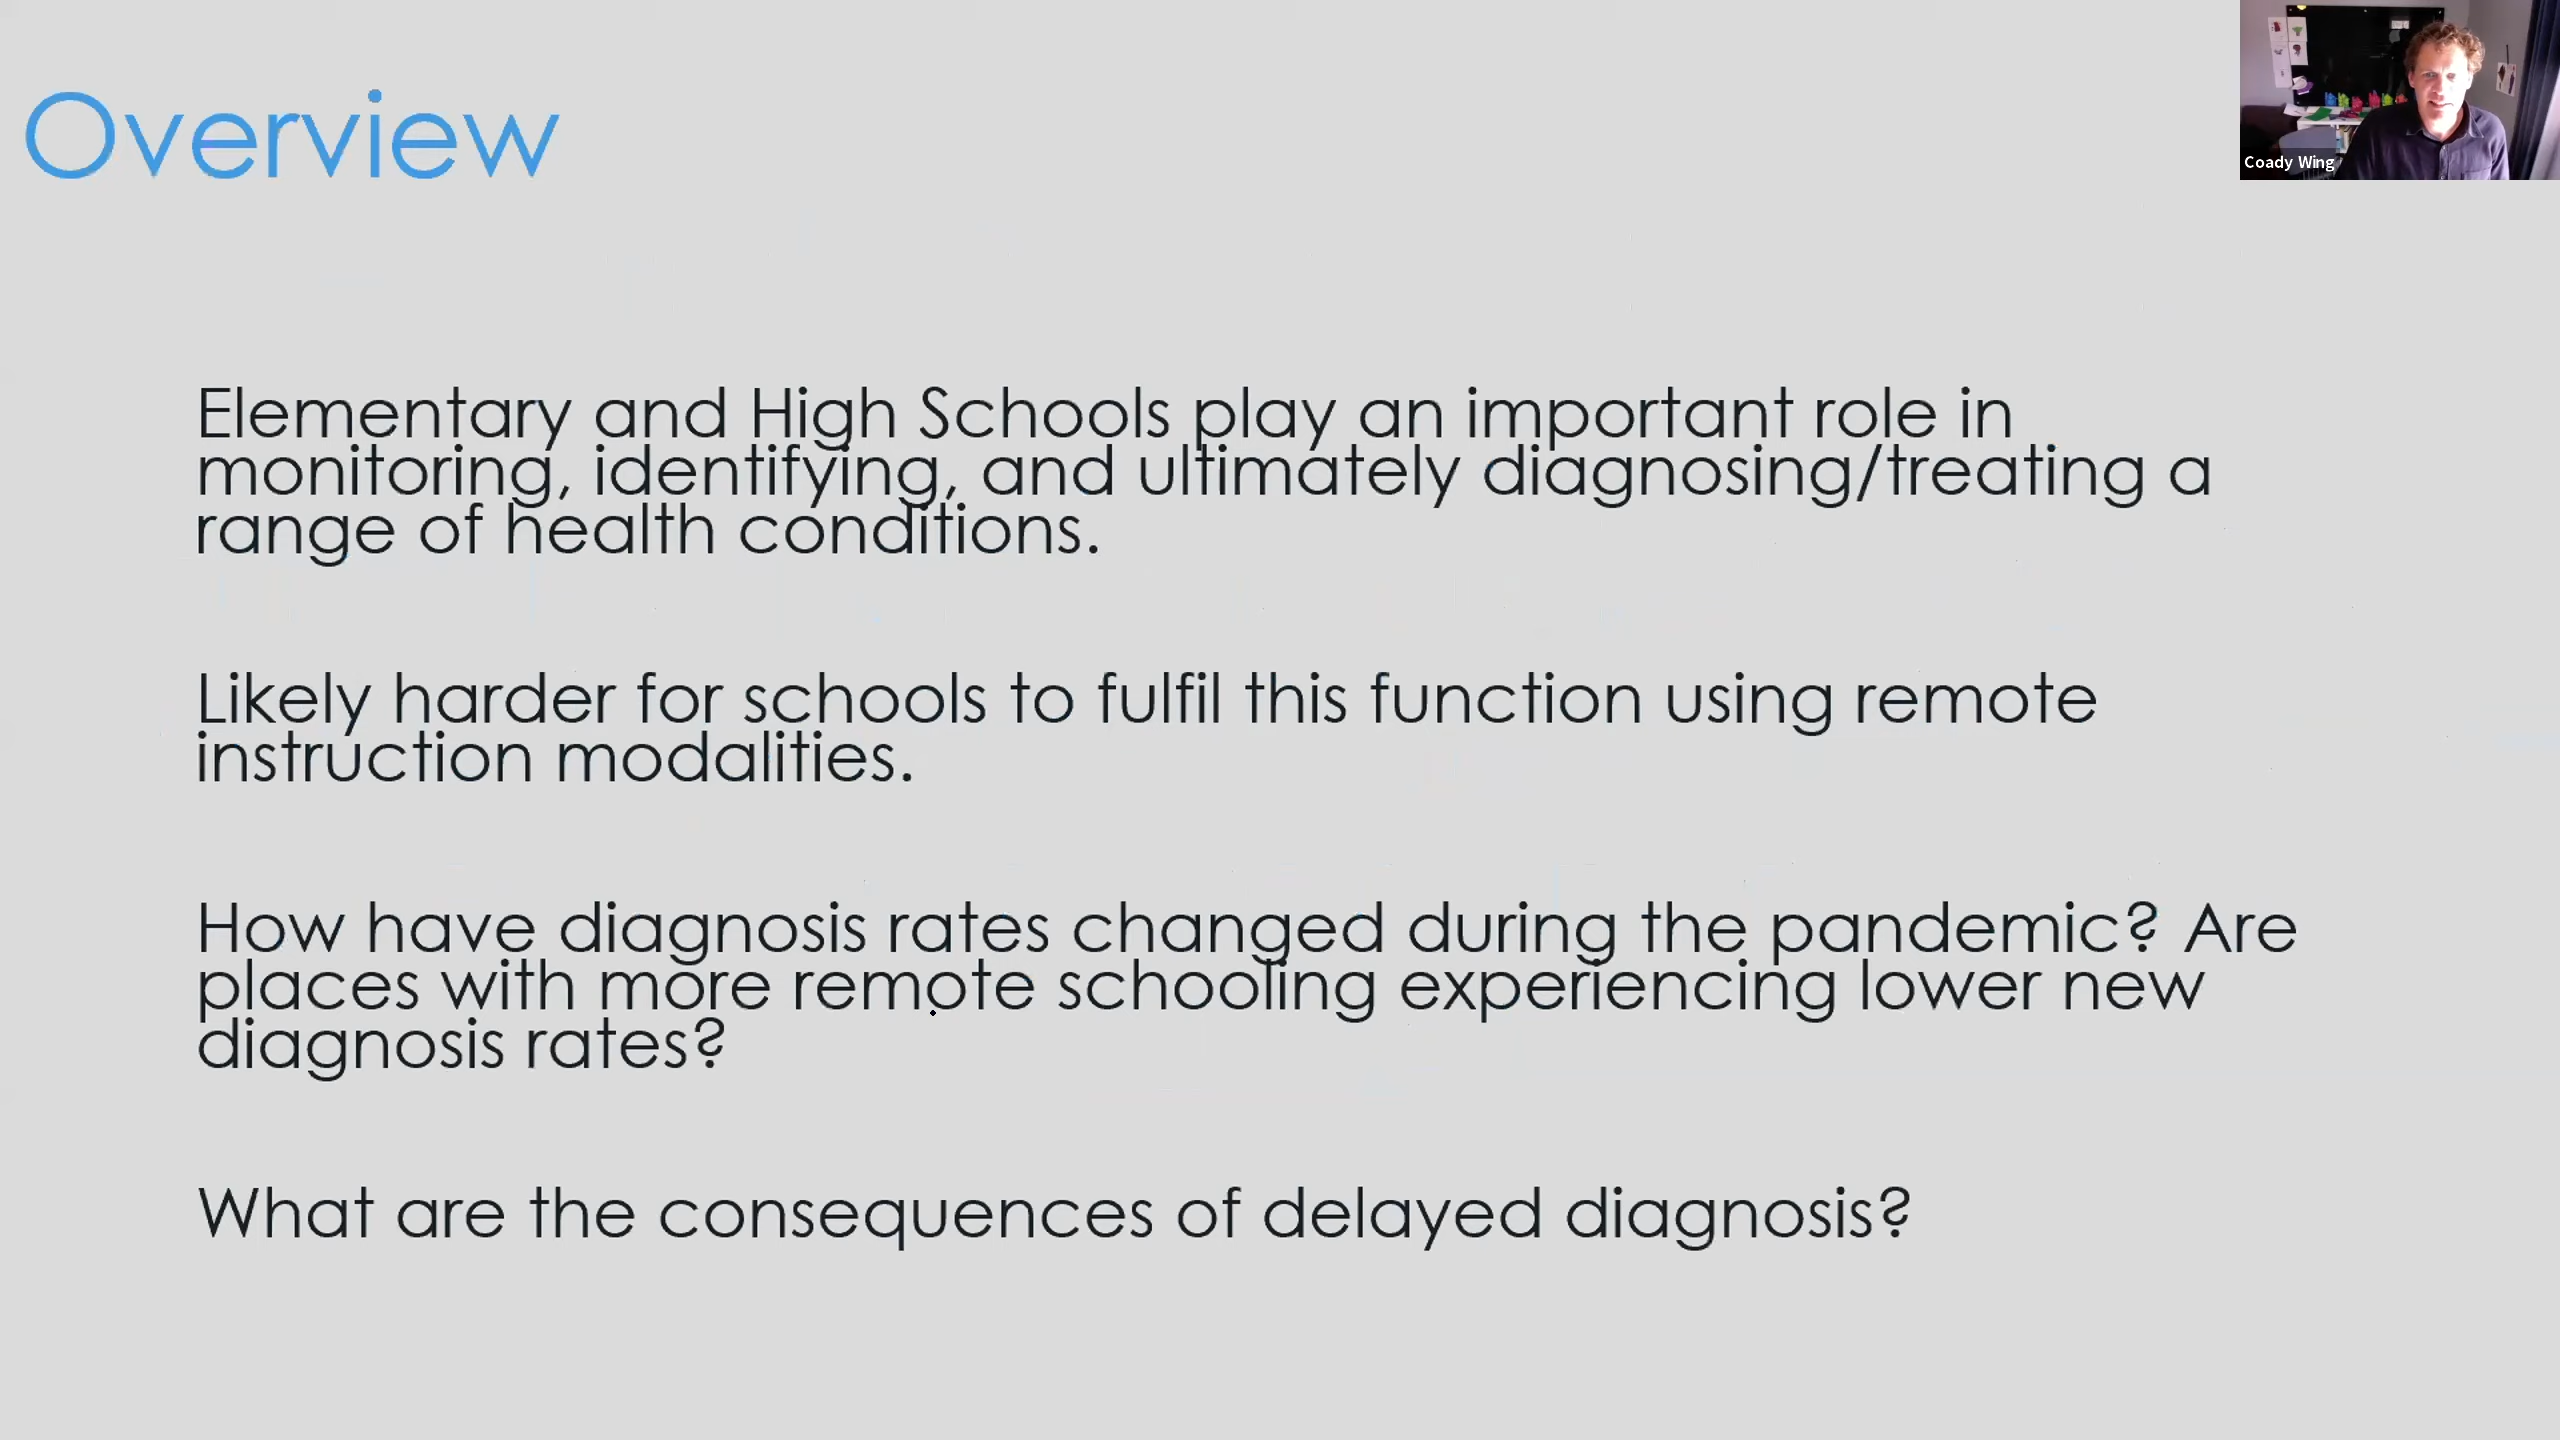 Overview
Coady Wing
Elementary and High Schools play an important role in
monitoring, identifying, and ultimately diagnosing/treating a
range of health conditions.
Likely harder for schools to fulfil this function using remote
instruction modalities.
How have diagnosis rates changed during the pandemic? Are
places with more remote schooling experiencing lower new
diagnosis rates?
What are the consequences of delayed diagnosis?